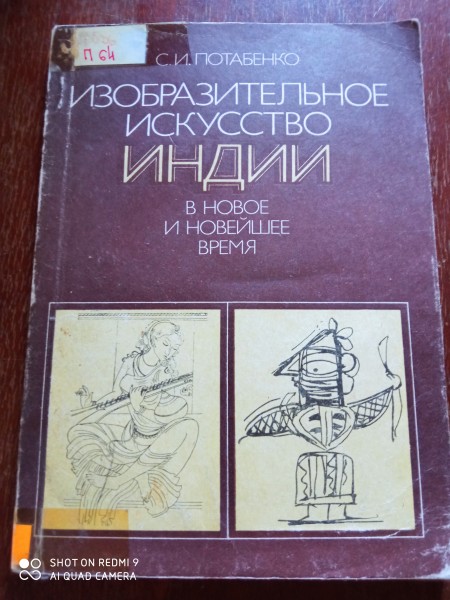 П 64
С.И. ПОТАБЕНКО
ИЗОБРАЗИТЕЛЬНОЕ
ИСКУССТВО
ИНДИИ
В НОВОЕ
И НОВЕЙШЕЕ
ВРЕМЯ
SHOT ON REDMI 9
AI QUAD CAMERA